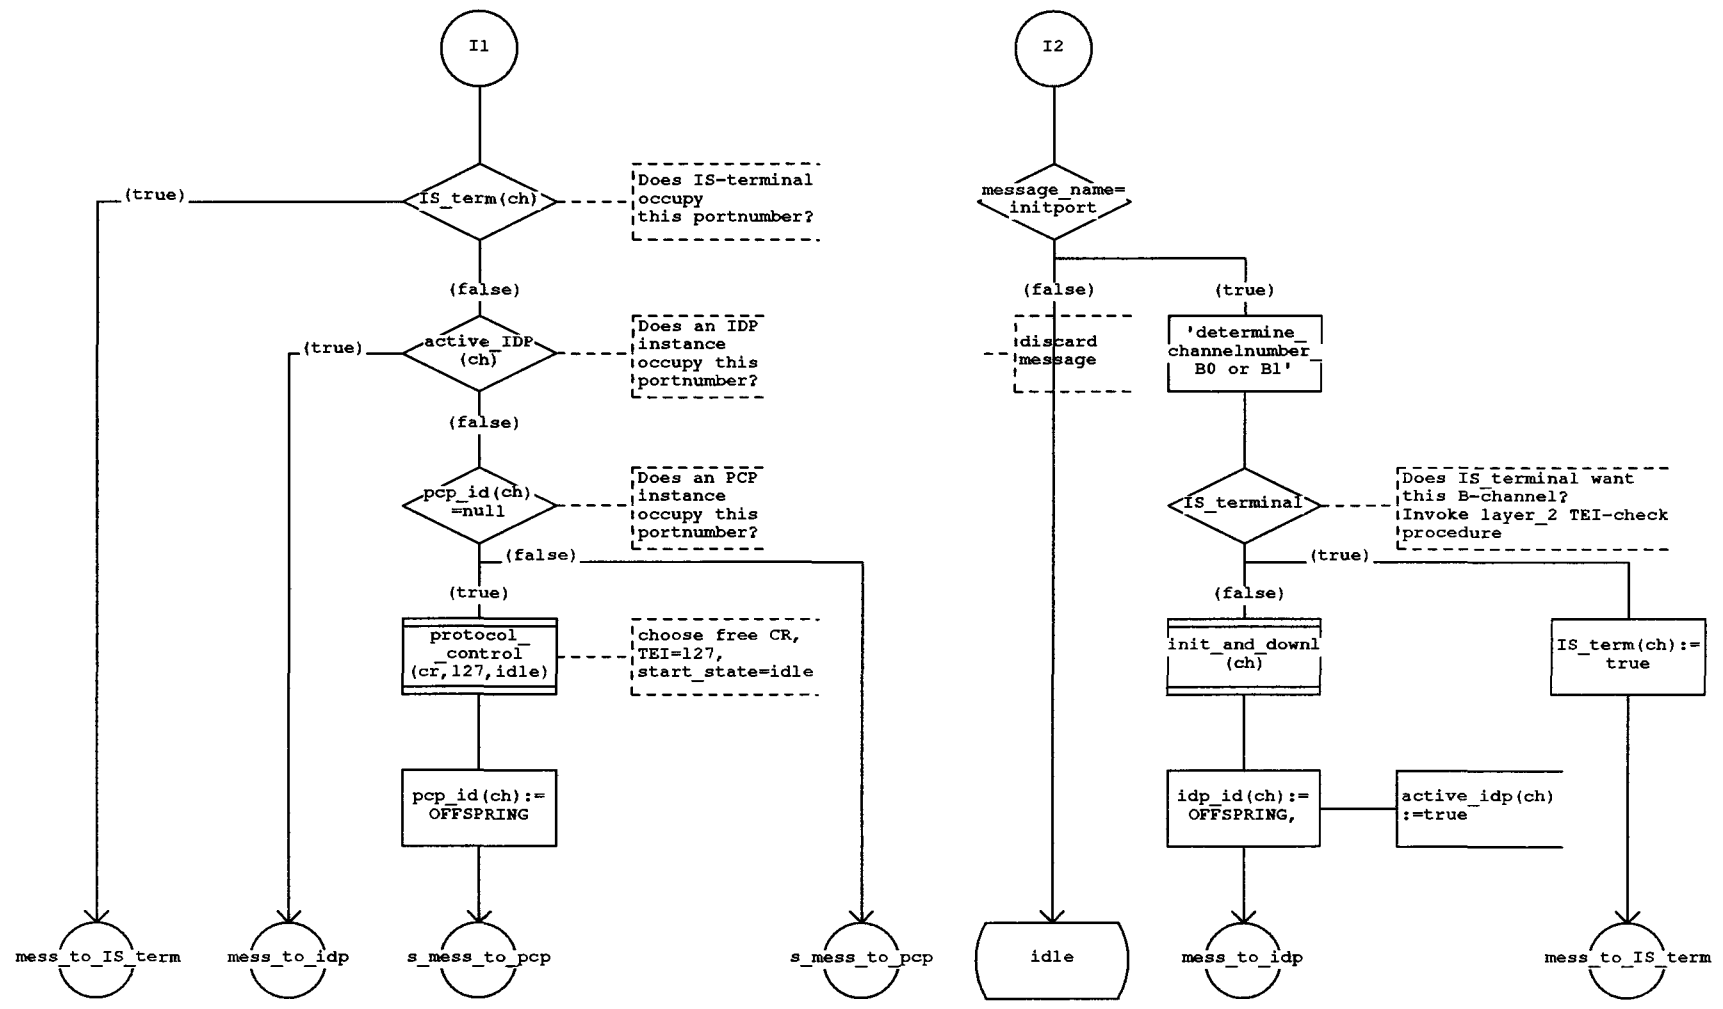 I1
I2
(true)
IS_term(ch)
Does IS-terminal
occupy
this portnumber?
message_name=
initport
(false)
(false)
(true)
(true)
active_IDP
(ch)
Does an IDP
instance
occupy this
portnumber?
discard
message
'determine_
channelnumber_
B0 or B1'
(false)
pcp_id(ch)
=null
Does an PCP
instance
occupy this
portnumber?
IS_terminal
Does IS_terminal want
this B-channel?
Invoke layer_2 TEI-check
procedure
(false)
(true)
(true)
(false)
protocol_
_control
(cr,127,idle)
choose free CR,
TEI=127,
start_state=idle
init_and_downl
(ch)
IS_term(ch):=
true
pcp_id(ch):=
OFFSPRING
idp_id(ch):=
OFFSPRING,
active_idp(ch)
:=true
mess_to_IS_term
mess_to_idp
s_mess_to_pcp
s_mess_to_pcp
idle
mess_to_idp
mess_to_IS_term